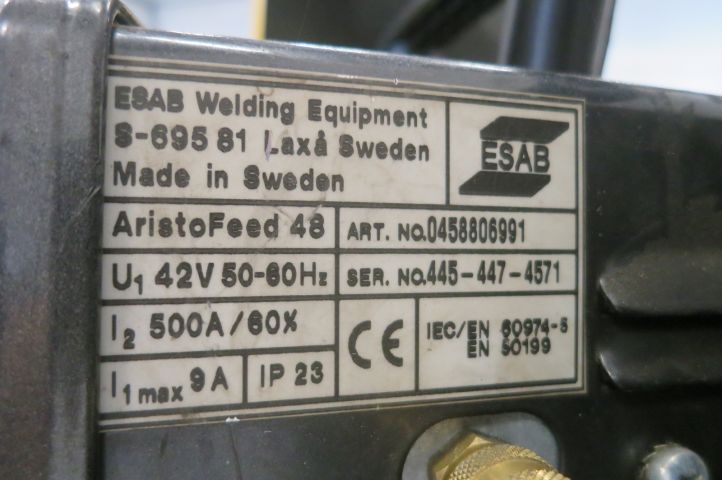 ESAB Welding Equipment
S-695 81 Laxå Sweden
Made in Sweden
ESAB
AristoFeed 48
ART. NO.0458806991
U1 42V 50-60Hz
SER. NO.445-447-4571
I2 500A/60%
CE
IEC/EN 60974-5
EN 50199
I1 max 9A
IP 23